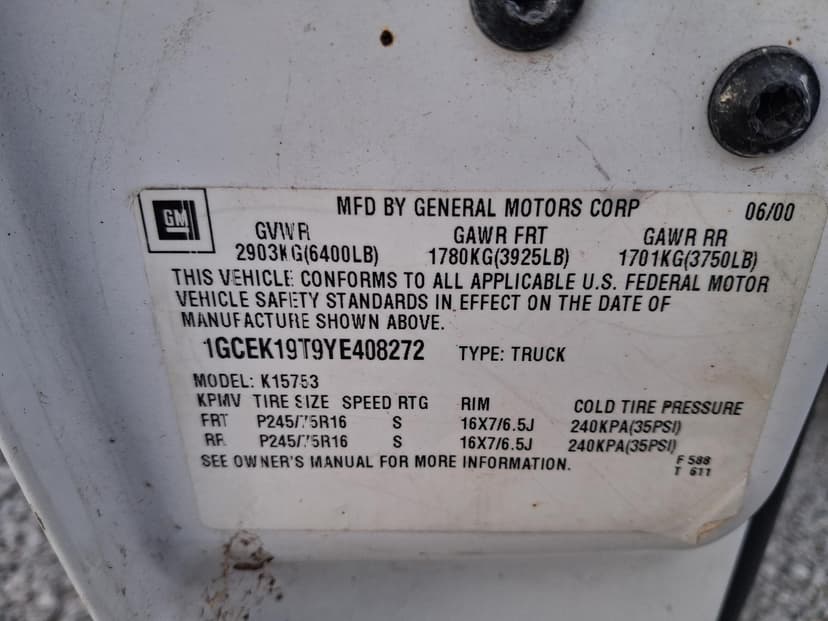 GM
MFD BY GENERAL MOTORS CORP 06/00
GVWR GAWR FRT GAWR RR
2903KG(6400LB) 1780KG(3925LB) 1701KG(3750LB)
THIS VEHICLE CONFORMS TO ALL APPLICABLE U.S. FEDERAL MOTOR
VEHICLE SAFETY STANDARDS IN EFFECT ON THE DATE OF
MANUFACTURE SHOWN ABOVE.
1GCEK19T9YE408272 TYPE: TRUCK
MODEL: K15753
KPMV TIRE SIZE SPEED RTG RIM COLD TIRE PRESSURE
FRT P245/75R16 S 16X7/6.5J 240KPA(35PSI)
RR P245/75R16 S 16X7/6.5J 240KPA(35PSI)
SEE OWNER'S MANUAL FOR MORE INFORMATION. F 588
T 611